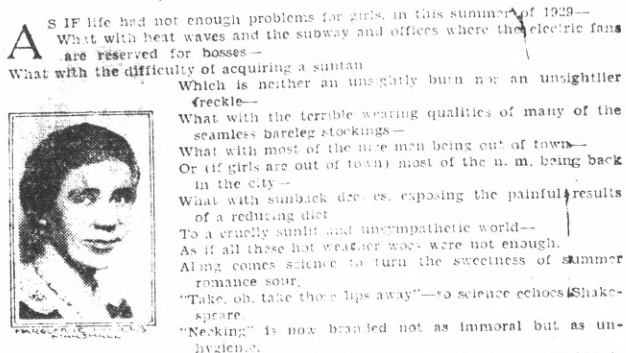 AS IF life had not enough problems for girls, in this summer of 1929—
What with heat waves and the subway and offices where the electric fans
are reserved for bosses—
What with the difficulty of acquiring a suntan
Which is neither an unsightly burn nor an unsightlier
freckle—
What with the terrible wearing qualities of many of the
seamless bareleg stockings—
What with most of the nice men being out of town—
Or (if girls are out of town) most of the n. m. being back
in the city—
What with sunback dresses, exposing the painful results
of a reducing diet
To a cruelly sunlit and unsympathetic world—
As if all these hot weather woes were not enough,
Along comes science to turn the sweetness of summer
romance sour.
"Take, oh, take those lips away"—so science echoes Shake-
speare.
"Necking" is now branded not as immoral but as un-
hygienic.
MARSHALL